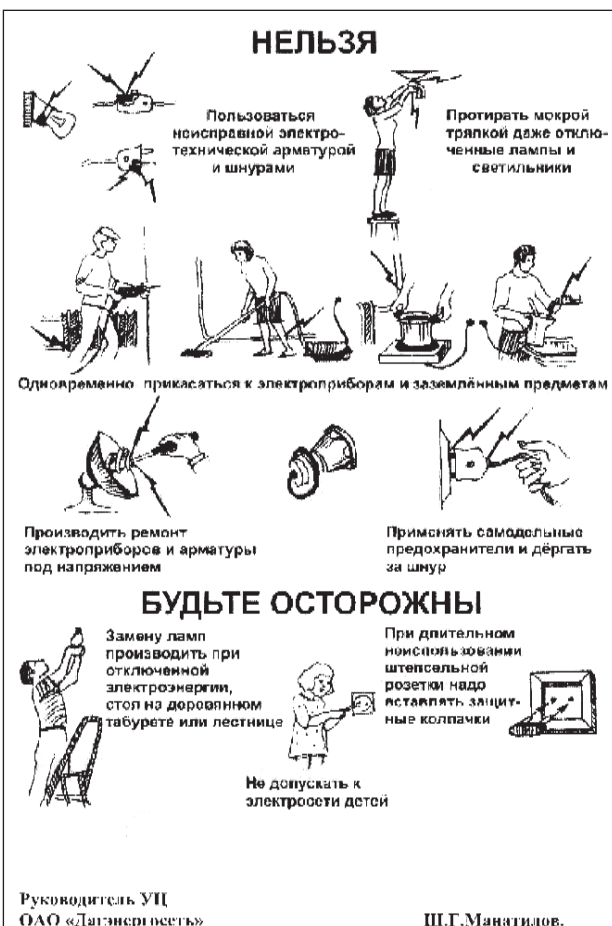 НЕЛЬЗЯ
Пользоваться
неисправной электро-
технической арматурой
и шнурами
Протирать мокрой
тряпкой даже отклю-
ченные лампы и
светильники
Одновременно прикасаться к электроприборам и заземлённым предметам
Производить ремонт
электроприборов и арматуры
под напряжением
Применять самодельные
предохранители и дёргать
за шнур
БУДЬТЕ ОСТОРОЖНЫ
Замену ламп
производить при
отключенной
электроэнергии,
стоя на деревянном
табурете или лестнице
Не допускать к
электросети детей
При длительном
неиспользовании
штепсельной
розетки надо
вставлять защит-
ные колпачки
Руководитель УЦ
ОАО «Дагэнергосеть»
Ш.Г.Манатилов.